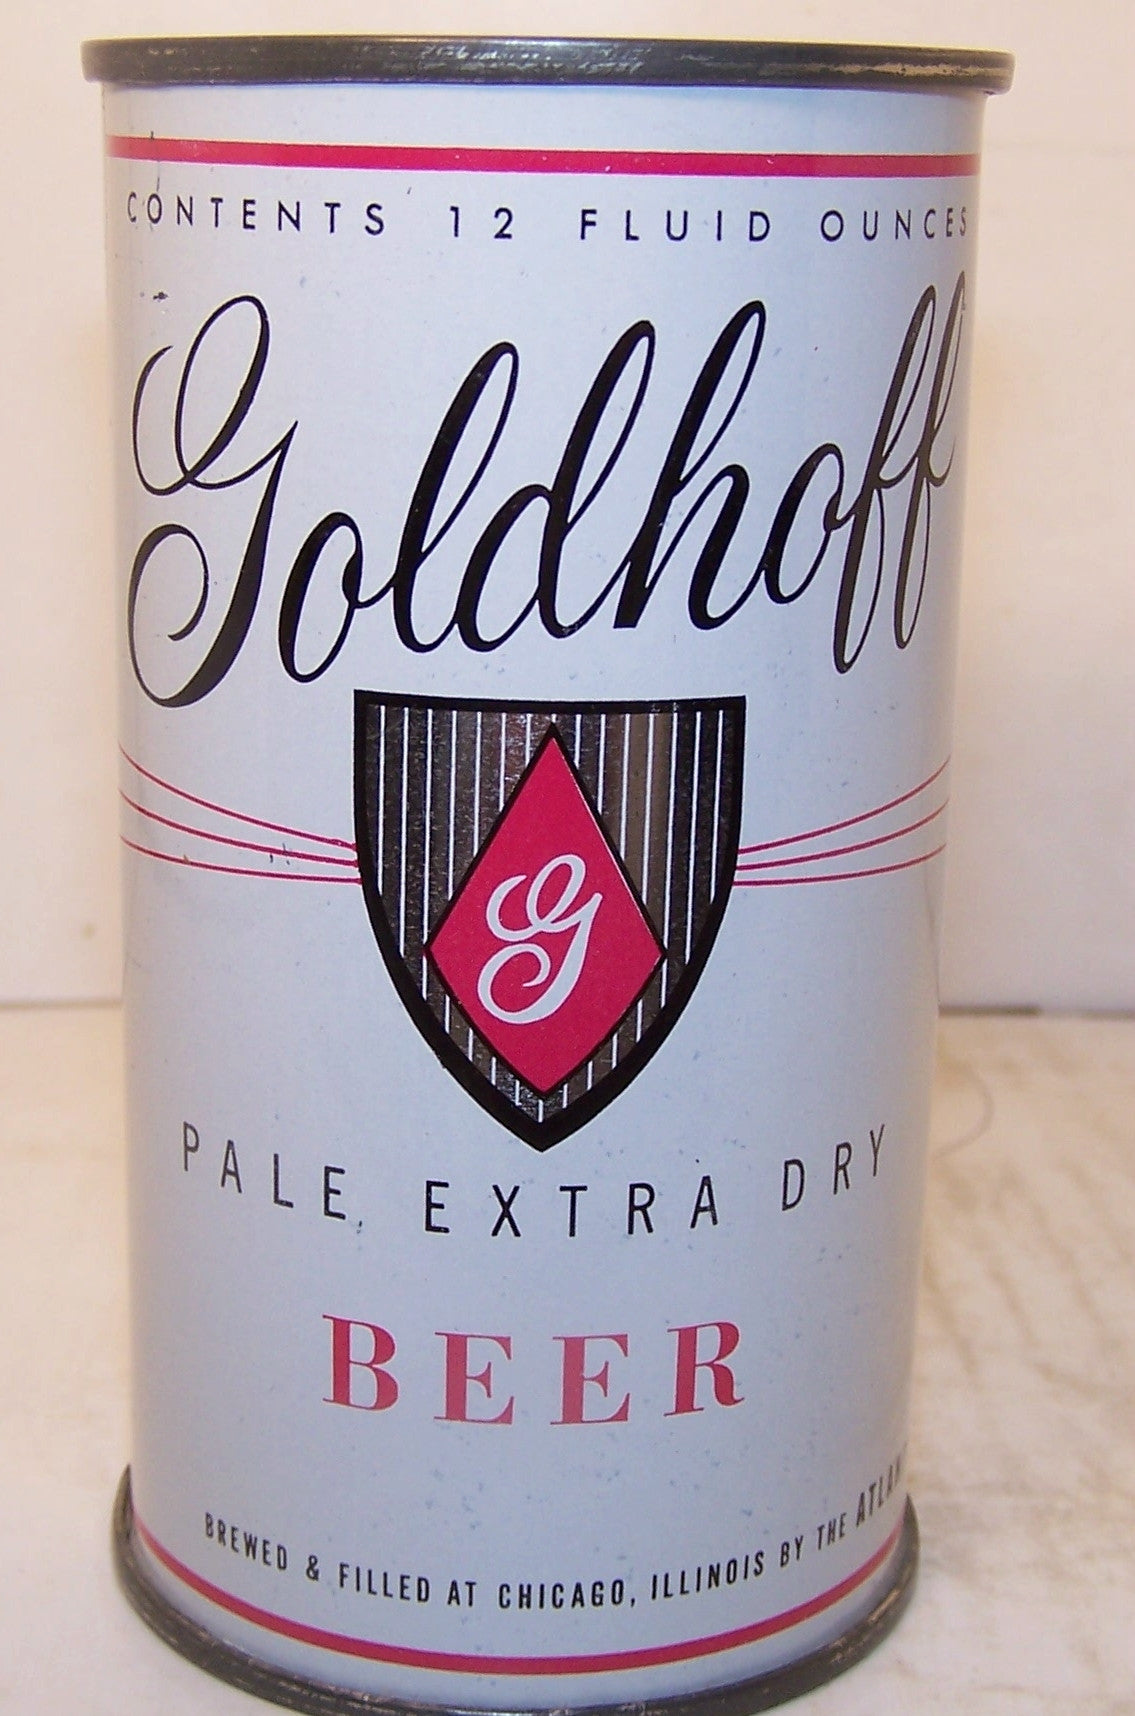 CONTENTS 12 FLUID OUNCES
Goldhoff
G
PALE EXTRA DRY
BEER
BREWED & FILLED AT CHICAGO, ILLINOIS BY THE